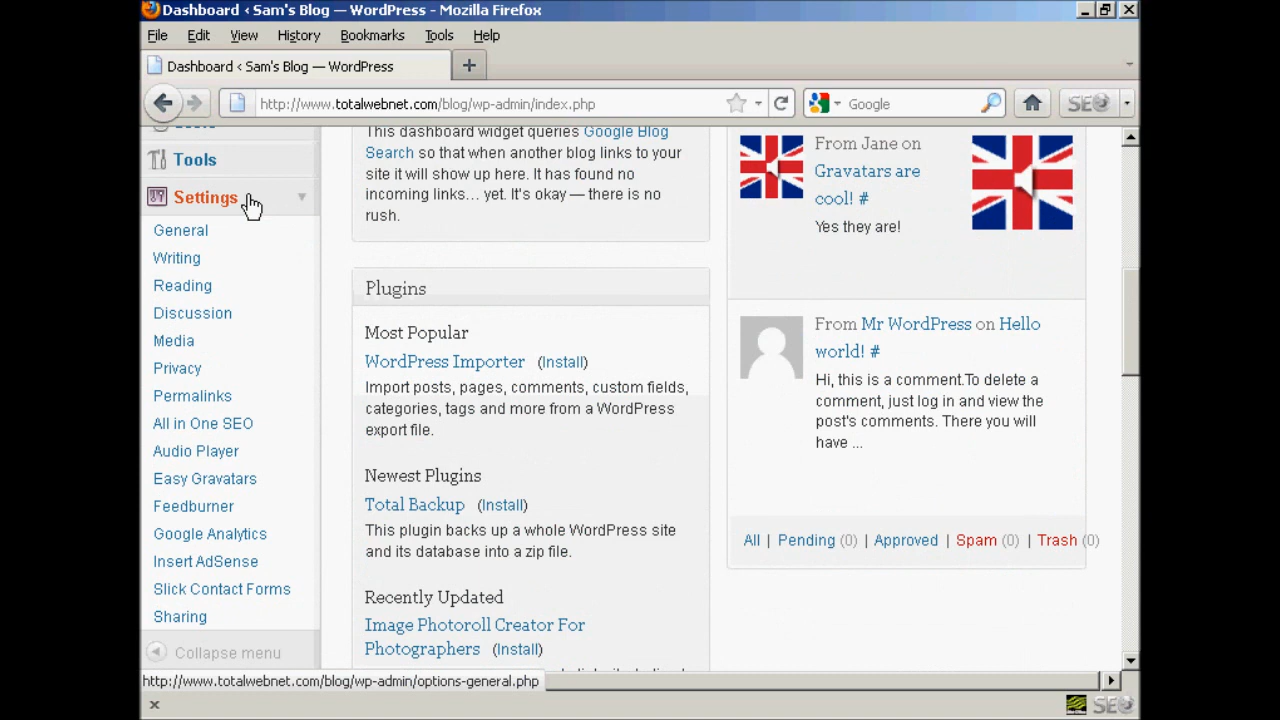 Dashboard ‹ Sam's Blog — WordPress - Mozilla Firefox
File Edit View History Bookmarks Tools Help
Dashboard ‹ Sam's Blog — WordPress
http://www.totalwebnet.com/blog/wp-admin/index.php
Google
SEO
Tools
Settings
General
Writing
Reading
Discussion
Media
Privacy
Permalinks
All in One SEO
Audio Player
Easy Gravatars
Feedburner
Google Analytics
Insert AdSense
Slick Contact Forms
Sharing
Collapse menu
This dashboard widget queries Google Blog
Search so that when another blog links to your
site it will show up here. It has found no
incoming links… yet. It's okay — there is no
rush.
Plugins
Most Popular
WordPress Importer (Install)
Import posts, pages, comments, custom fields,
categories, tags and more from a WordPress
export file.
Newest Plugins
Total Backup (Install)
This plugin backs up a whole WordPress site
and its database into a zip file.
Recently Updated
Image Photoroll Creator For
Photographers (Install)
From Jane on
Gravatars are
cool! #
Yes they are!
From Mr WordPress on Hello
world! #
Hi, this is a comment.To delete a
comment, just log in and view the
post's comments. There you will
have ...
All | Pending (0) | Approved | Spam (0) | Trash (0)
http://www.totalwebnet.com/blog/wp-admin/options-general.php
SEO